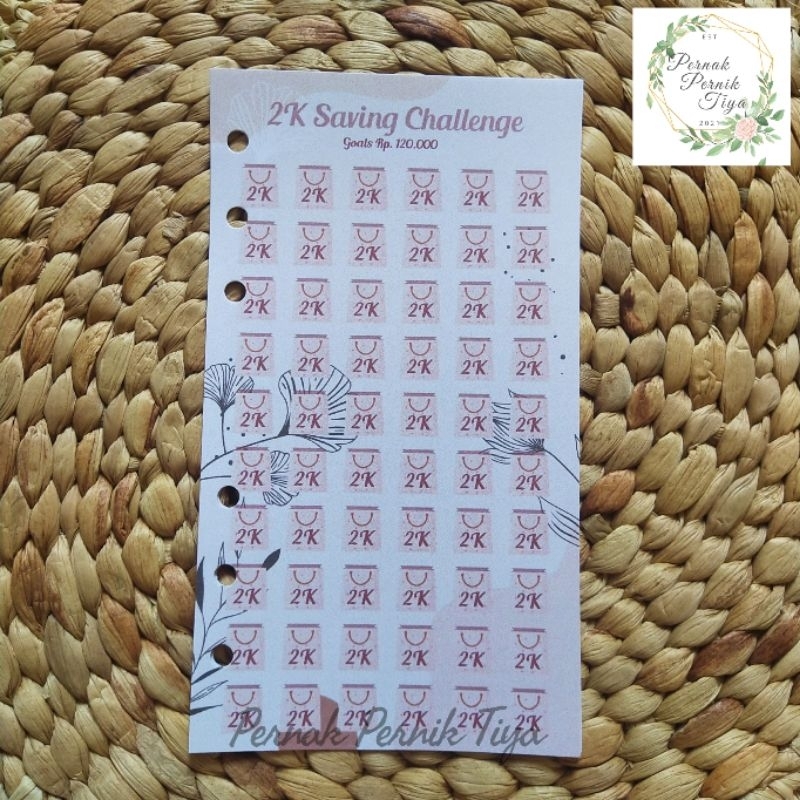 EST
Pernak
Pernik
Tiya
2021
2K Saving Challenge
Goals Rp. 120.000
2K 2K 2K 2K 2K 2K
2K 2K 2K 2K 2K 2K
2K 2K 2K 2K 2K 2K
2K 2K 2K 2K 2K 2K
2K 2K 2K 2K 2K 2K
2K 2K 2K 2K 2K 2K
2K 2K 2K 2K 2K 2K
2K 2K 2K 2K 2K 2K
2K 2K 2K 2K 2K 2K
2K 2K 2K 2K 2K 2K
Pernak Pernik Tiya